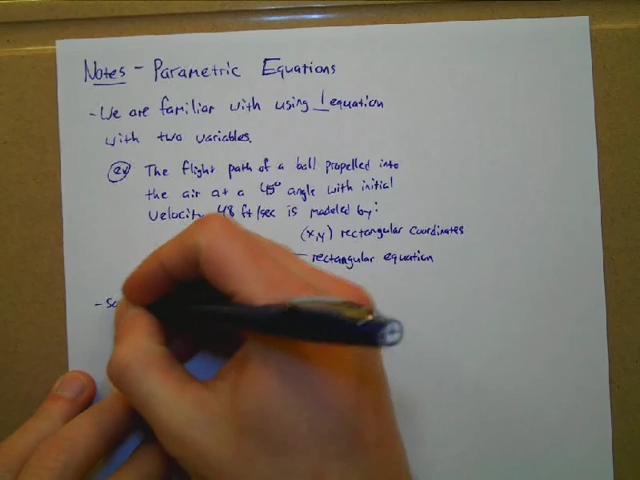 Notes - Parametric Equations
- We are familiar with using 1 equation
with two variables.
ex The flight path of a ball propelled into
the air at a 45° angle with initial
velocity 48 ft/sec is modeled by:
(x,y) rectangular coordinates
rectangular equation